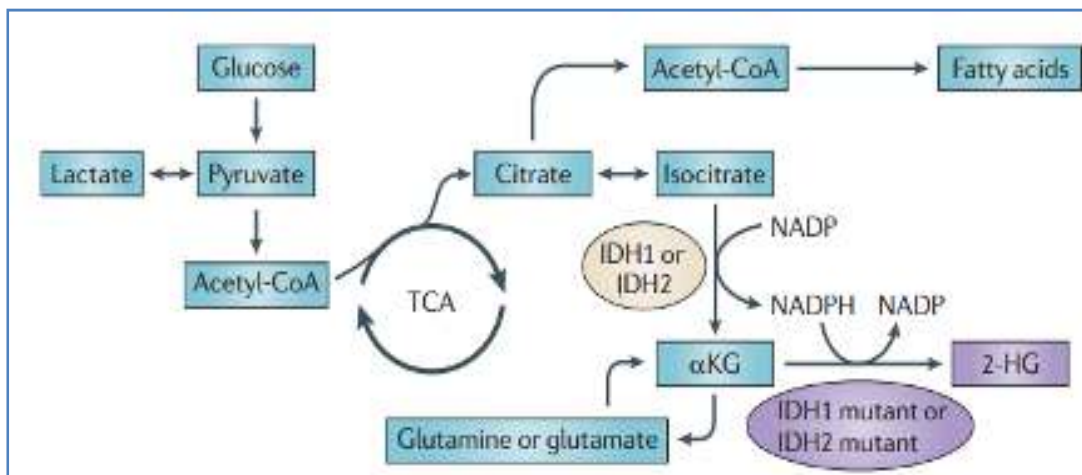 Glucose
Acetyl-CoA
Fatty acids
Lactate
Pyruvate
Citrate
Isocitrate
NADP
IDH1 or
IDH2
Acetyl-CoA
TCA
NADPH
NADP
αKG
2-HG
IDH1 mutant or
IDH2 mutant
Glutamine or glutamate